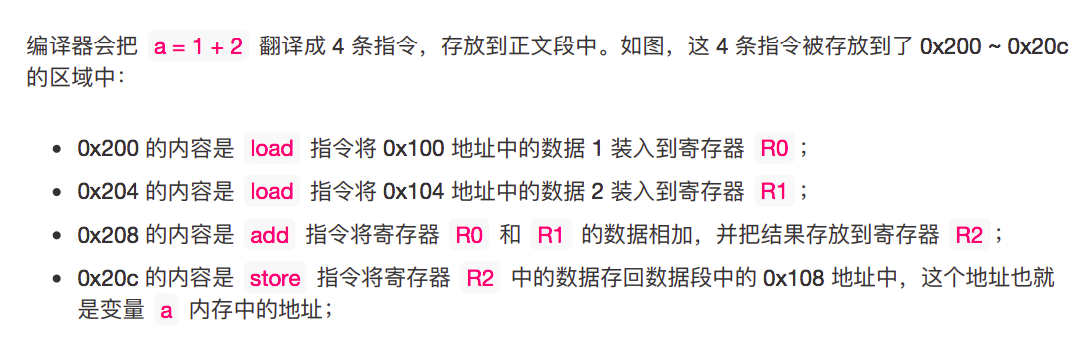 编译器会把 a = 1 + 2 翻译成 4 条指令，存放到正文段中。如图，这 4 条指令被存放到了 0x200 ~ 0x20c
的区域中：
• 0x200 的内容是 load 指令将 0x100 地址中的数据 1 装入到寄存器 R0；
• 0x204 的内容是 load 指令将 0x104 地址中的数据 2 装入到寄存器 R1；
• 0x208 的内容是 add 指令将寄存器 R0 和 R1 的数据相加，并把结果存放到寄存器 R2；
• 0x20c 的内容是 store 指令将寄存器 R2 中的数据存回数据段中的 0x108 地址中，这个地址也就
是变量 a 内存中的地址；